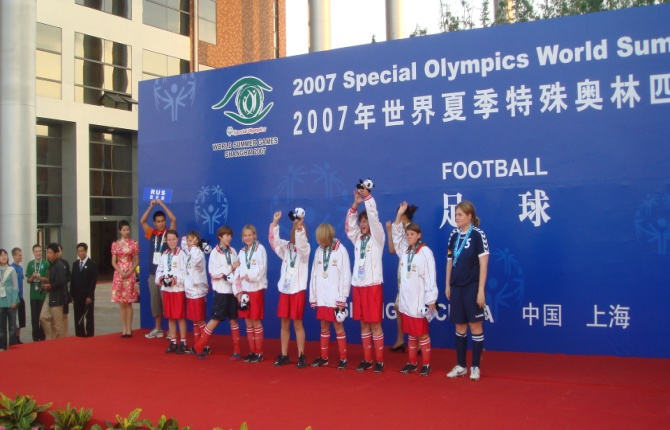 2007 Special Olympics World Sum
2007年世界夏季特殊奥林匹
Special Olympics
WORLD SUMMER GAMES
SHANGHAI 2007
FOOTBALL
足球
RUS
中国 上海
5